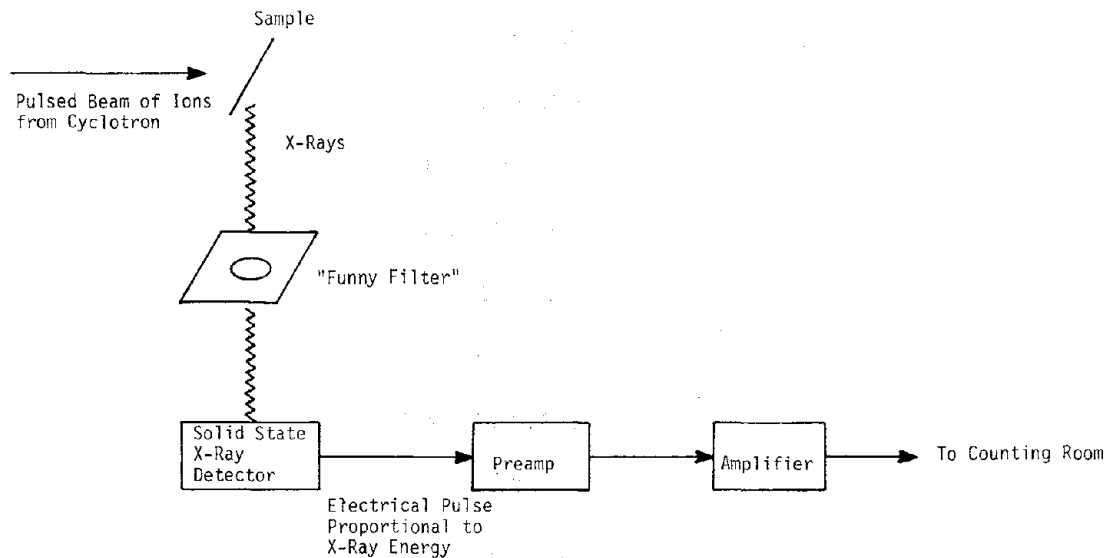 Sample
Pulsed Beam of Ions
from Cyclotron
X-Rays
"Funny Filter"
Solid State
X-Ray
Detector
Preamp
Amplifier
To Counting Room
Electrical Pulse
Proportional to
X-Ray Energy